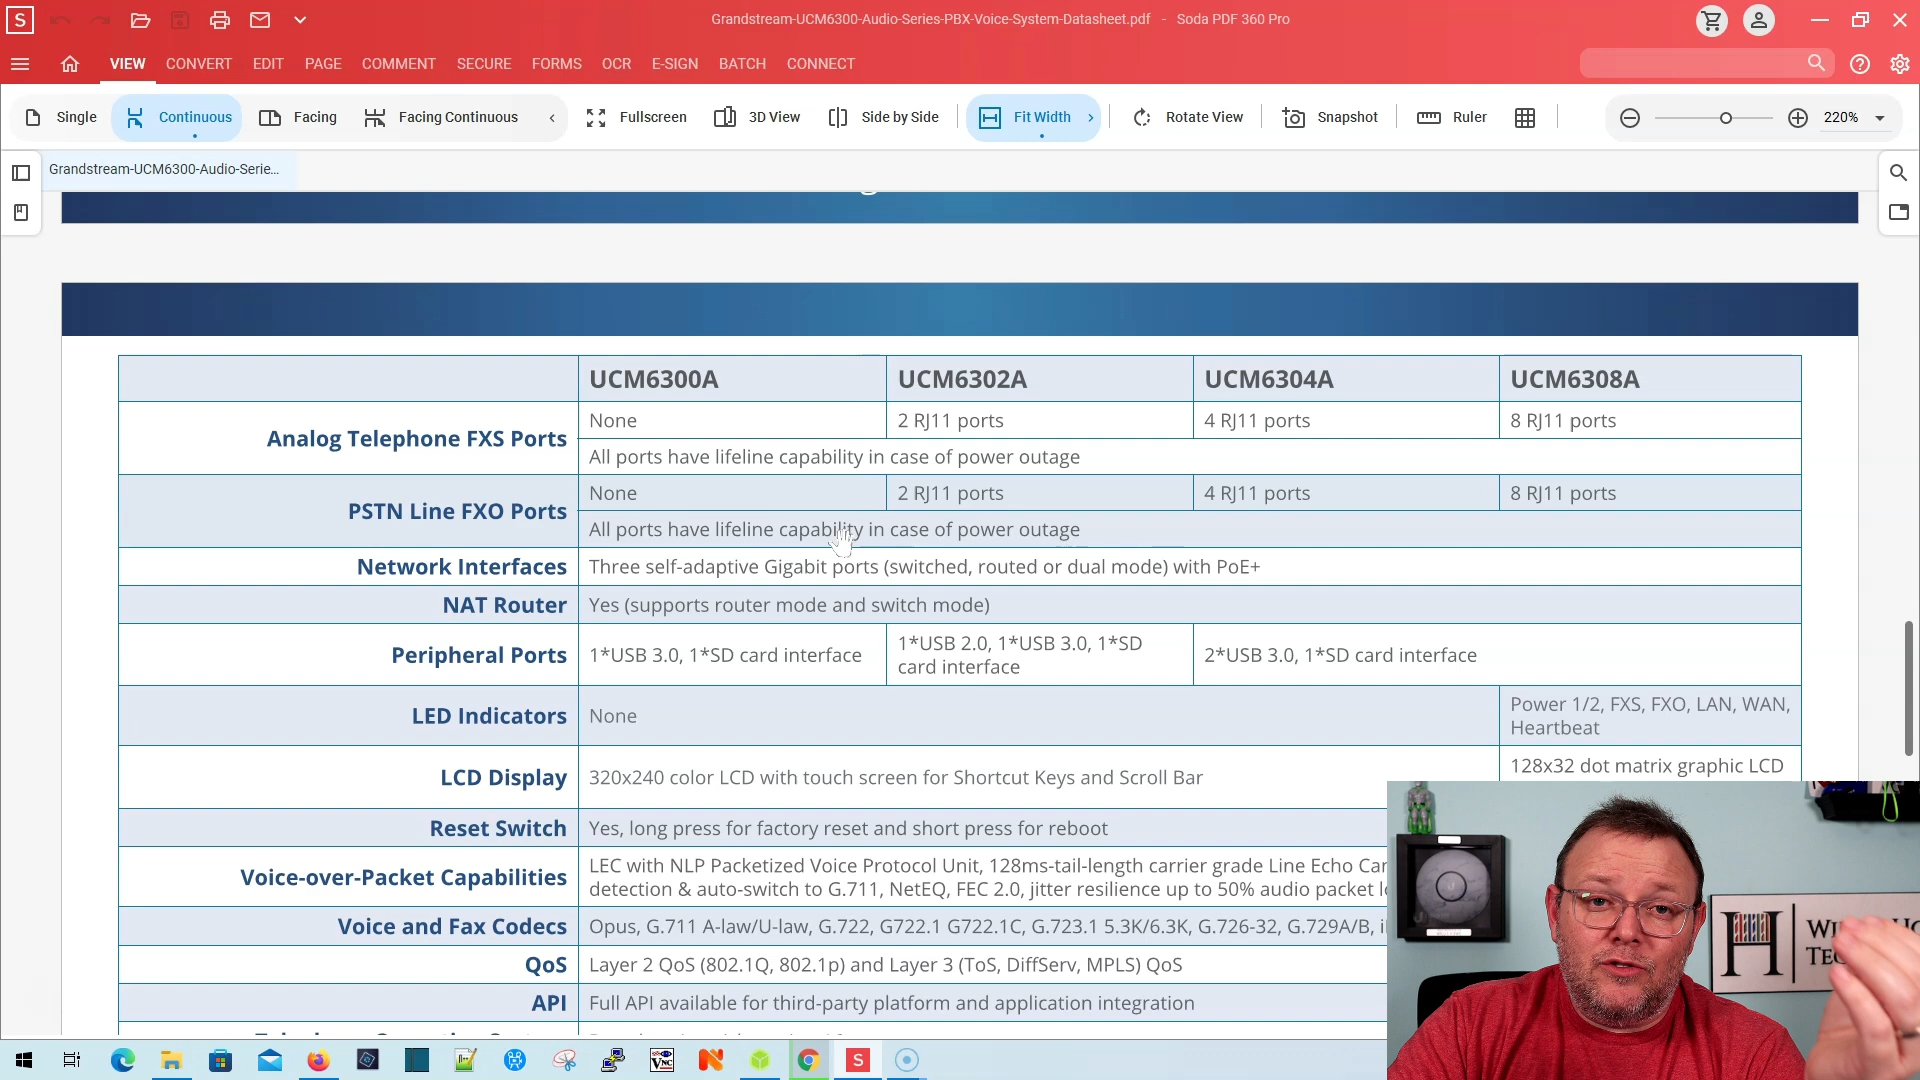 Grandstream-UCM6300-Audio-Series-PBX-Voice-System-Datasheet.pdf - Soda PDF 360 Pro
VIEW CONVERT EDIT PAGE COMMENT SECURE FORMS OCR E-SIGN BATCH CONNECT
Single Continuous Facing Facing Continuous Fullscreen 3D View Side by Side Fit Width Rotate View Snapshot Ruler 220%
Grandstream-UCM6300-Audio-Serie...
UCM6300A UCM6302A UCM6304A UCM6308A
Analog Telephone FXS Ports
None 2 RJ11 ports 4 RJ11 ports 8 RJ11 ports
All ports have lifeline capability in case of power outage
PSTN Line FXO Ports
None 2 RJ11 ports 4 RJ11 ports 8 RJ11 ports
All ports have lifeline capability in case of power outage
Network Interfaces Three self-adaptive Gigabit ports (switched, routed or dual mode) with PoE+
NAT Router Yes (supports router mode and switch mode)
Peripheral Ports 1*USB 3.0, 1*SD card interface
1*USB 2.0, 1*USB 3.0, 1*SD
card interface
2*USB 3.0, 1*SD card interface
LED Indicators None
Power 1/2, FXS, FXO, LAN, WAN,
Heartbeat
LCD Display 320x240 color LCD with touch screen for Shortcut Keys and Scroll Bar
128x32 dot matrix graphic LCD
Reset Switch Yes, long press for factory reset and short press for reboot
Voice-over-Packet Capabilities
LEC with NLP Packetized Voice Protocol Unit, 128ms-tail-length carrier grade Line Echo
detection & auto-switch to G.711, NetEQ, FEC 2.0, jitter resilience up to 50% audio packet
Voice and Fax Codecs Opus, G.711 A-law/U-law, G.722, G722.1 G722.1C, G.723.1 5.3K/6.3K, G.726-32, G.729A/B,
QoS Layer 2 QoS (802.1Q, 802.1p) and Layer 3 (ToS, DiffServ, MPLS) QoS
API Full API available for third-party platform and application integration